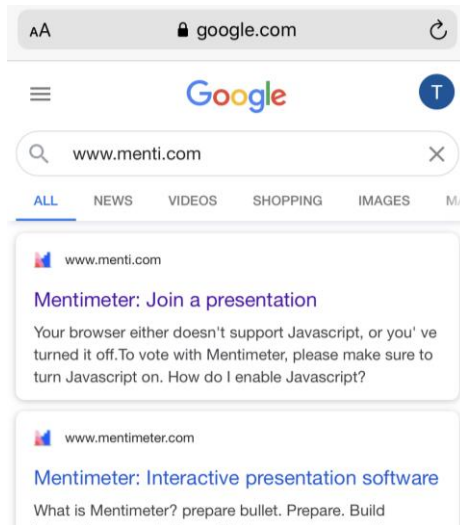 AA google.com
Google T
www.menti.com
ALL NEWS VIDEOS SHOPPING IMAGES
www.menti.com
Mentimeter: Join a presentation
Your browser either doesn't support Javascript, or you' ve
turned it off.To vote with Mentimeter, please make sure to
turn Javascript on. How do I enable Javascript?
www.mentimeter.com
Mentimeter: Interactive presentation software
What is Mentimeter? prepare bullet. Prepare. Build